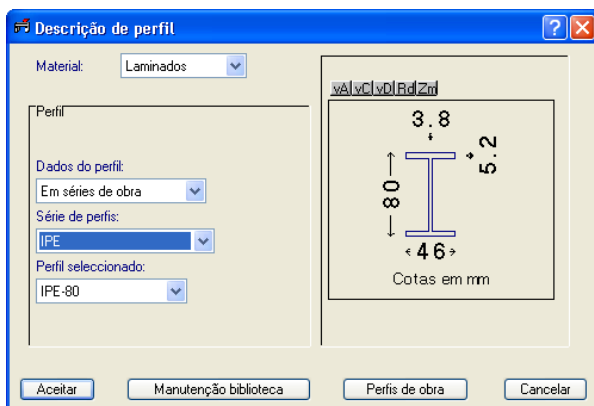 Descrição de perfil
Material:
Laminados
Perfil
Dados do perfil:
Em séries de obra
Série de perfis:
IPE
Perfil seleccionado:
IPE-80
vA vC vD Rd Zm
3.8
5.2
80
46
Cotas em mm
Aceitar
Manutenção biblioteca
Perfis de obra
Cancelar